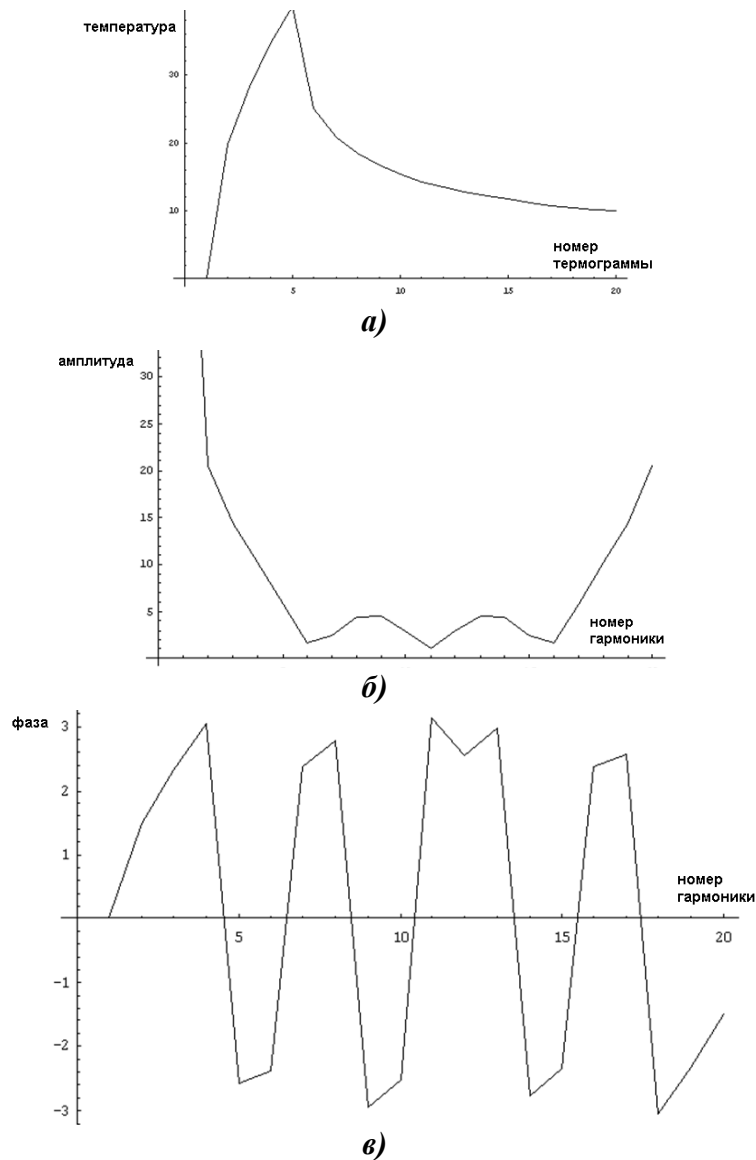 температура
30
20
10
номер
термограммы
5 10 15 20
а)
амплитуда
30
25
20
15
10
5
номер
гармоники
б)
фаза
3
2
1
номер
гармоники
5 10 15 20
-1
-2
-3
в)